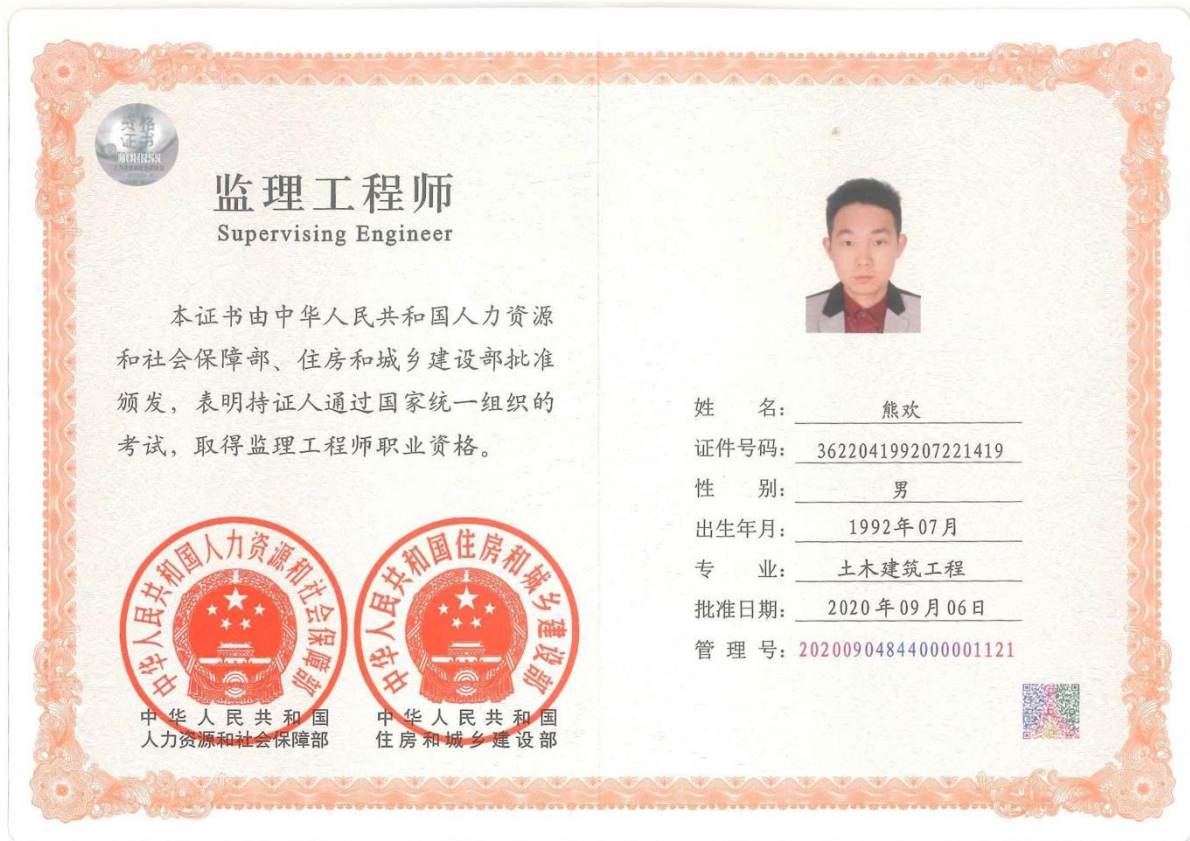 资格
证书
MOHRSS
监理工程师
Supervising Engineer
本证书由中华人民共和国人力资源
和社会保障部、住房和城乡建设部批准
颁发，表明持证人通过国家统一组织的
考试，取得监理工程师职业资格。
中华人民共和国人力资源和社会保障部
中华人民共和国住房和城乡建设部
中华人民共和国
人力资源和社会保障部
中华人民共和国
住房和城乡建设部
姓名：熊欢
证件号码：362204199207221419
性别：男
出生年月：1992年07月
专业：土木建筑工程
批准日期：2020年09月06日
管理号：20200904844000001121